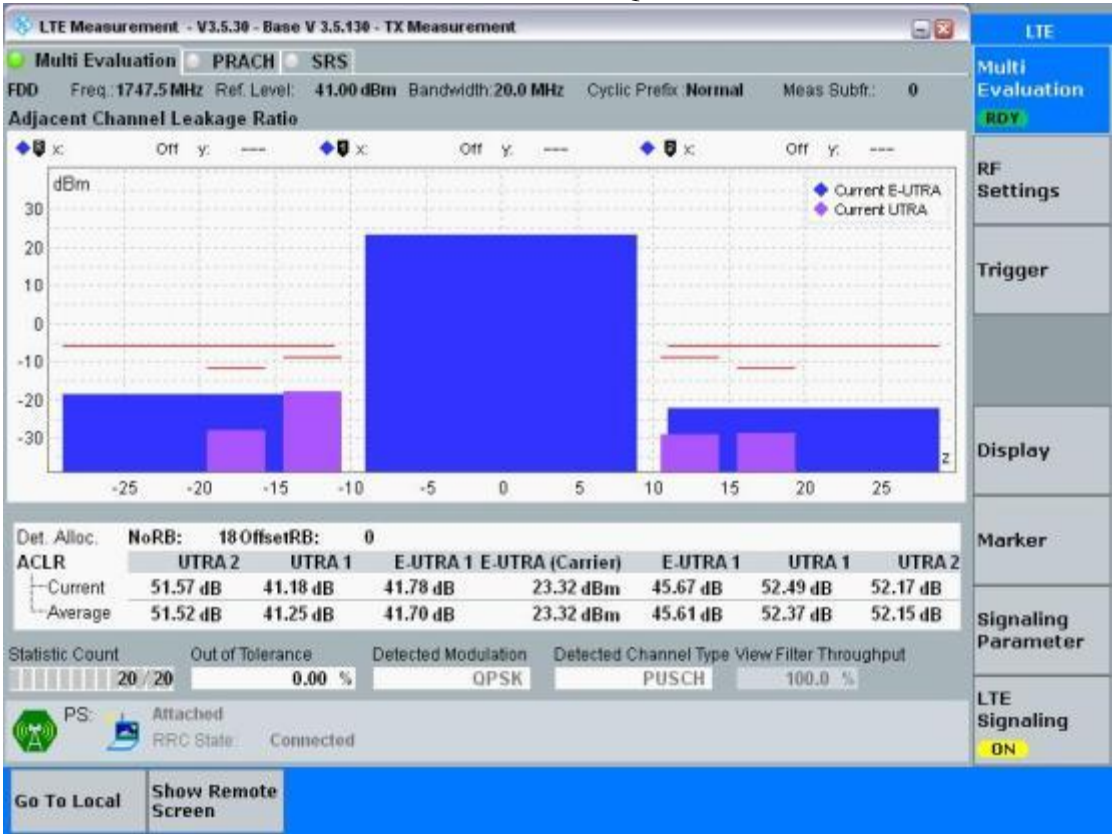 LTE Measurement - V3.5.30 - Base V 3.5.130 - TX Measurement
LTE
Multi Evaluation PRACH SRS
Multi Evaluation
RDY
FDD Freq.: 1747.5 MHz Ref. Level: 41.00 dBm Bandwidth: 20.0 MHz Cyclic Prefix: Normal Meas Subfr.: 0
Adjacent Channel Leakage Ratio
x: Off y: --- x: Off y: --- x: Off y: ---
dBm
Current E-UTRA
Current UTRA
30
20
10
0
-10
-20
-30
z
-25 -20 -15 -10 -5 0 5 10 15 20 25
RF
Settings
Trigger
Display
Marker
Signaling
Parameter
LTE
Signaling
ON
Det. Alloc. NoRB: 18 OffsetRB: 0
ACLR UTRA 2 UTRA 1 E-UTRA 1 E-UTRA (Carrier) E-UTRA 1 UTRA 1 UTRA 2
Current 51.57 dB 41.18 dB 41.78 dB 23.32 dBm 45.67 dB 52.49 dB 52.17 dB
Average 51.52 dB 41.25 dB 41.70 dB 23.32 dBm 45.61 dB 52.37 dB 52.15 dB
Statistic Count Out of Tolerance Detected Modulation Detected Channel Type View Filter Throughput
20 / 20 0.00 % QPSK PUSCH 100.0 %
PS: Attached
RRC State: Connected
Go To Local
Show Remote
Screen